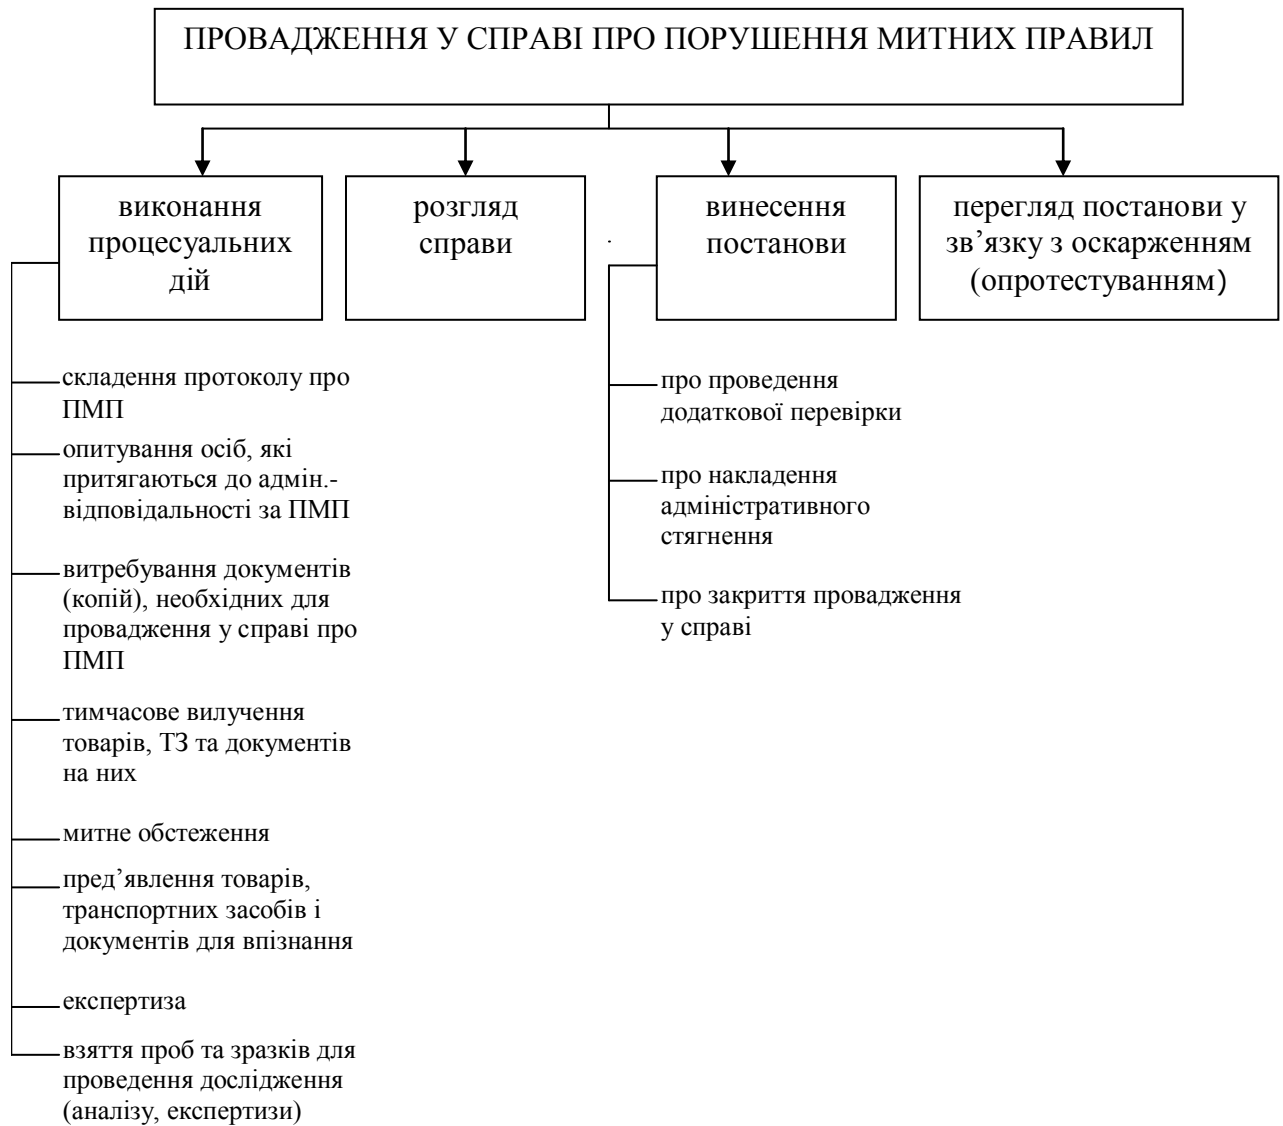 ПРОВАДЖЕННЯ У СПРАВІ ПРО ПОРУШЕННЯ МИТНИХ ПРАВИЛ
виконання
процесуальних
дій
розгляд
справи
винесення
постанови
перегляд постанови у
зв’язку з оскарженням
(опротестуванням)
складення протоколу про
ПМП
опитування осіб, які
притягаються до адмін.-
відповідальності за ПМП
витребування документів
(копій), необхідних для
провадження у справі про
ПМП
тимчасове вилучення
товарів, ТЗ та документів
на них
митне обстеження
пред’явлення товарів,
транспортних засобів і
документів для впізнання
експертиза
взяття проб та зразків для
проведення дослідження
(аналізу, експертизи)
про проведення
додаткової перевірки
про накладення
адміністративного
стягнення
про закриття провадження
у справі